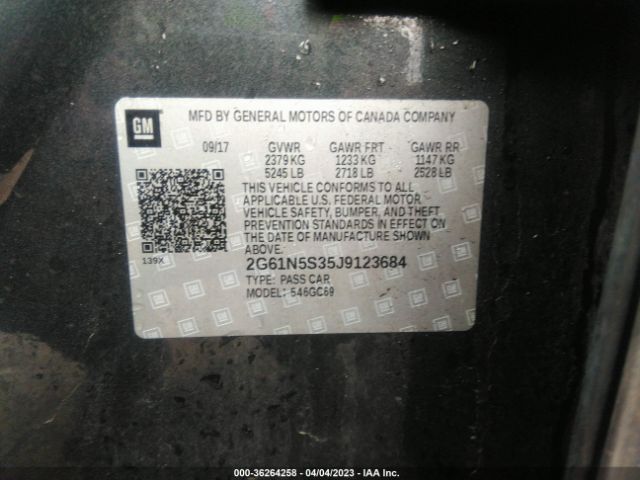 GM
MFD BY GENERAL MOTORS OF CANADA COMPANY
09/17 GVWR GAWR FRT GAWR RR
2379 KG 1233 KG 1147 KG
5245 LB 2718 LB 2528 LB
THIS VEHICLE CONFORMS TO ALL
APPLICABLE U.S. FEDERAL MOTOR
VEHICLE SAFETY, BUMPER, AND THEFT
PREVENTION STANDARDS IN EFFECT ON
THE DATE OF MANUFACTURE SHOWN
ABOVE.
139X
2G61N5S35J9123684
TYPE: PASS CAR
MODEL: 546GC69
000-36264258 - 04/04/2023 - IAA Inc.